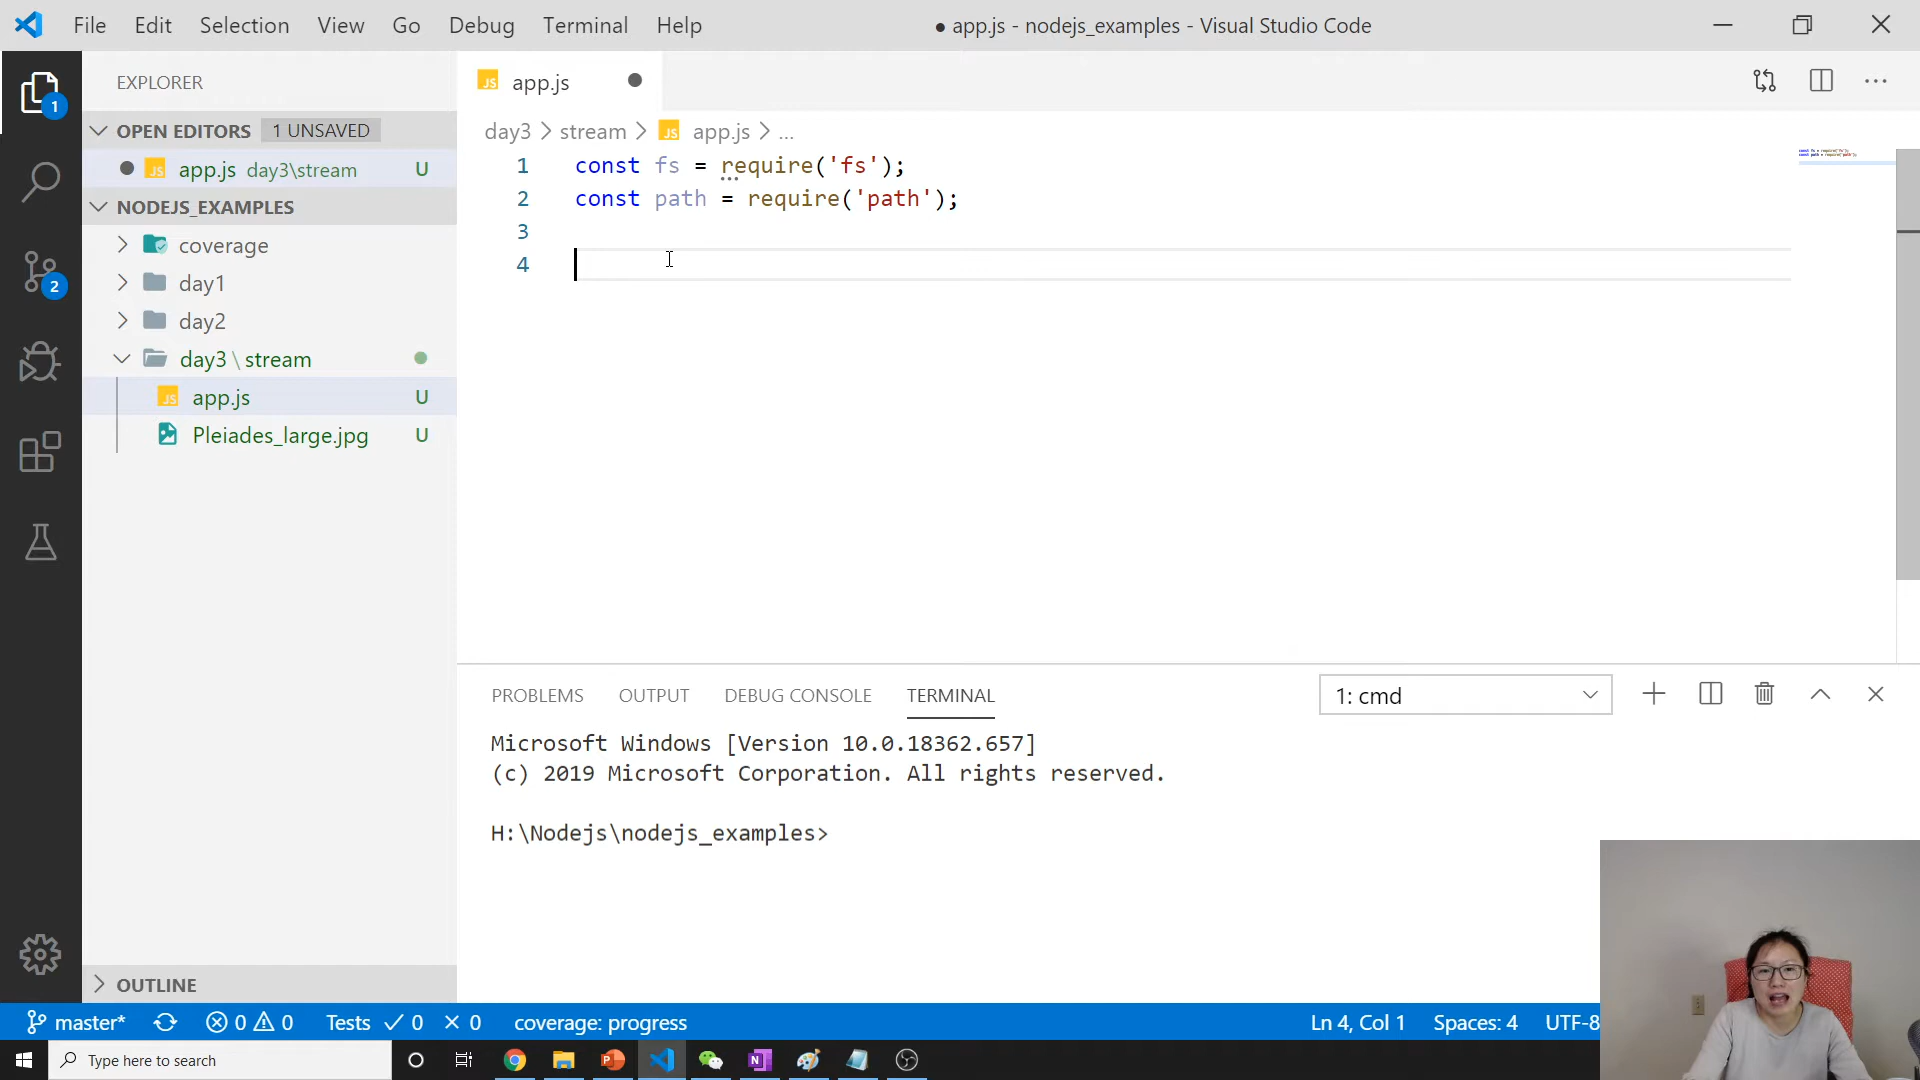 File Edit Selection View Go Debug Terminal Help
● app.js - nodejs_examples - Visual Studio Code
EXPLORER
OPEN EDITORS 1 UNSAVED
app.js day3\stream U
NODEJS_EXAMPLES
coverage
day1
day2
day3 \ stream
app.js U
Pleiades_large.jpg U
OUTLINE
1
2
JS app.js
day3 > stream > JS app.js > ...
1 const fs = require('fs');
2 const path = require('path');
3
4
PROBLEMS OUTPUT DEBUG CONSOLE TERMINAL
1: cmd
Microsoft Windows [Version 10.0.18362.657]
(c) 2019 Microsoft Corporation. All rights reserved.
H:\Nodejs\nodejs_examples>
master* 0 0 Tests 0 0 coverage: progress
Ln 4, Col 1 Spaces: 4 UTF-8
Type here to search